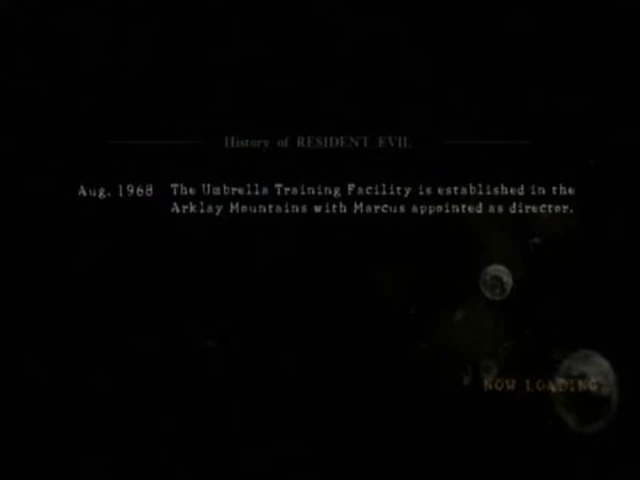 History of RESIDENT EVIL
Aug. 1968 The Umbrella Training Facility is established in the
Arklay Mountains with Marcus appointed as director.
NOW LOADING